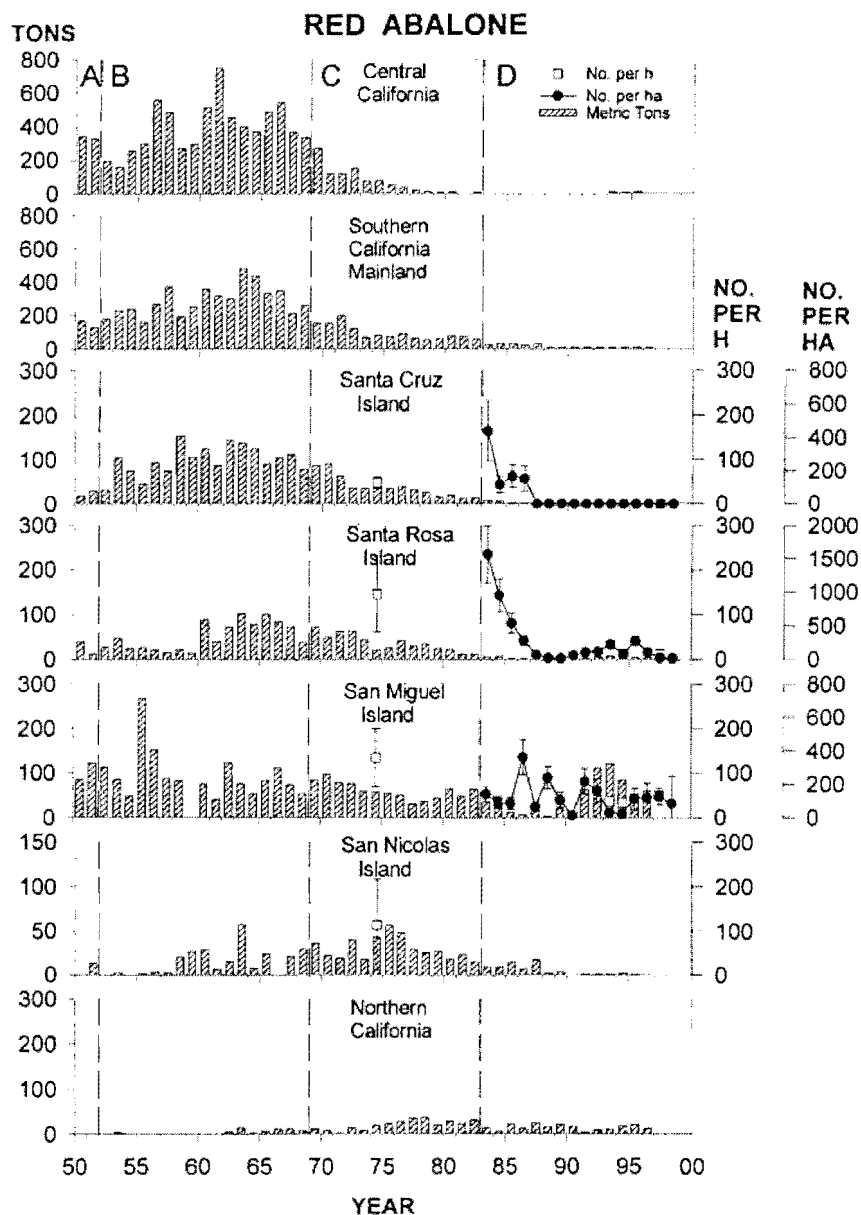 RED ABALONE
TONS
A B C D
Central
California
No. per h
No. per ha
Metric Tons
800
600
400
200
0
Southern
California
Mainland
800
600
400
200
0
NO.
PER
H
NO.
PER
HA
Santa Cruz
Island
300
200
100
0
300
200
100
0
800
600
400
200
0
Santa Rosa
Island
300
200
100
0
300
200
100
0
2000
1500
1000
500
0
San Miguel
Island
300
200
100
0
300
200
100
0
800
600
400
200
0
San Nicolas
Island
150
100
50
0
300
200
100
0
Northern
California
300
200
100
0
50 55 60 65 70 75 80 85 90 95 00
YEAR